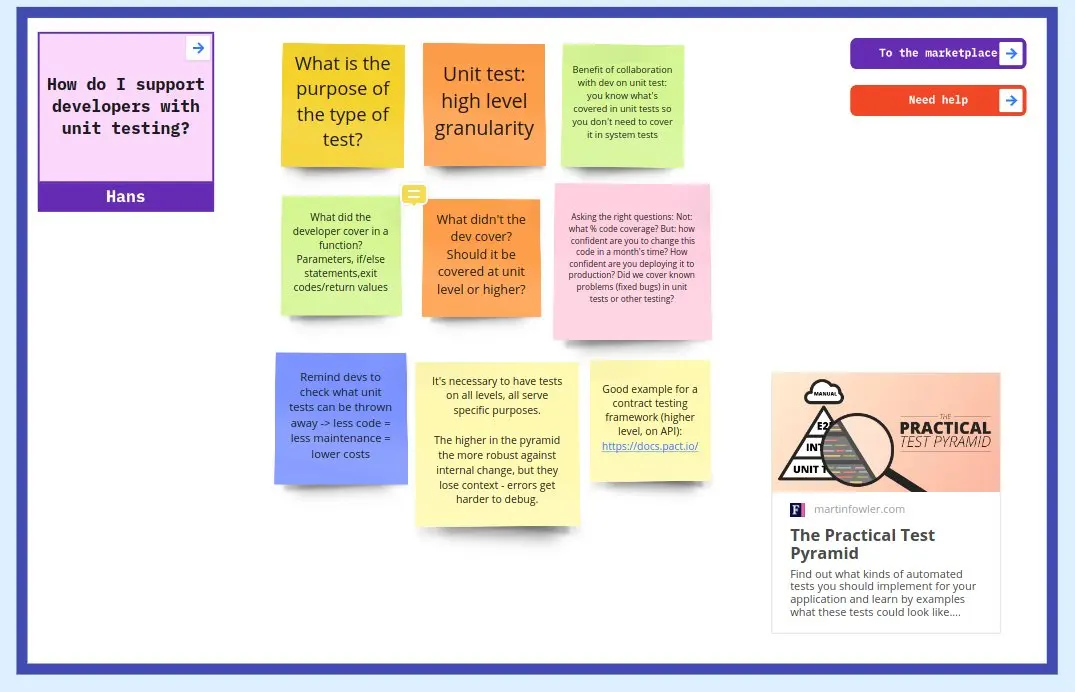 How do I support
developers with
unit testing?
Hans
What is the
purpose of
the type of
test?
Unit test:
high level
granularity
Benefit of collaboration
with dev on unit test:
you know what's
covered in unit tests so
you don't need to cover
it in system tests
To the marketplace
Need help
What did the
developer cover in a
function?
Parameters, if/else
statements,exit
codes/return values
What didn't the
dev cover?
Should it be
covered at unit
level or higher?
Asking the right questions: Not:
what % code coverage? But: how
confident are you to change this
code in a month's time? How
confident are you deploying it to
production? Did we cover known
problems (fixed bugs) in unit
tests or other testing?
Remind devs to
check what unit
tests can be thrown
away -> less code =
less maintenance =
lower costs
It's necessary to have tests
on all levels, all serve
specific purposes.
The higher in the pyramid
the more robust against
internal change, but they
lose context - errors get
harder to debug.
Good example for a
contract testing
framework (higher
level, on API):
https://docs.pact.io/
MANUAL
E2E
INT
UNIT T
THE
PRACTICAL
TEST PYRAMID
F
martinfowler.com
The Practical Test
Pyramid
Find out what kinds of automated
tests you should implement for your
application and learn by examples
what these tests could look like....